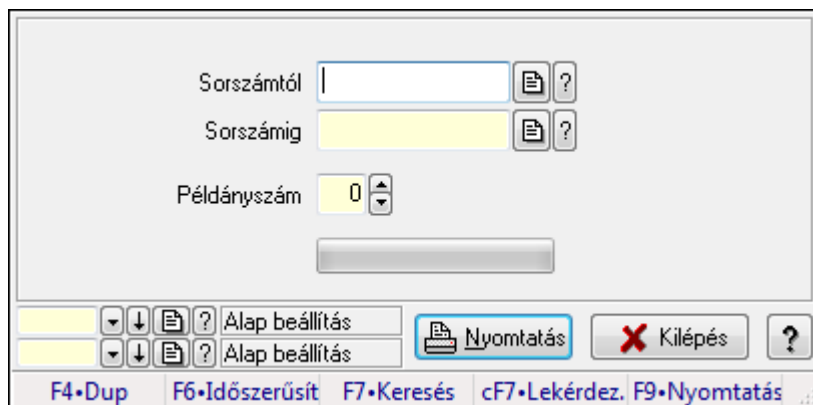 Sorszámtól ?
Sorszámig ?
Példányszám 0
? Alap beállítás
? Alap beállítás
Nyomtatás Kilépés ?
F4•Dup F6•Időszerűsít F7•Keresés cF7•Lekérdez. F9•Nyomtatás